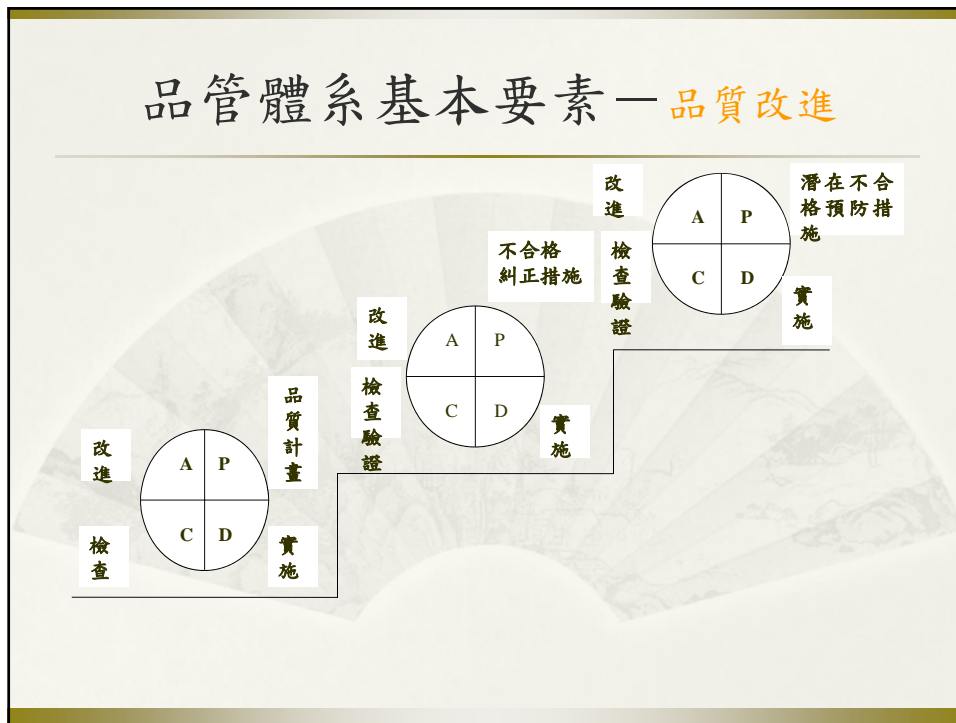 品管體系基本要素－品質改進
改
進
A
P
潛在不合
格預防措
施
檢
查
驗
證
C
D
實
施
不合格
糾正措施
改
進
A
P
檢
查
驗
證
C
D
實
施
品
質
計
畫
改
進
A
P
檢
查
C
D
實
施